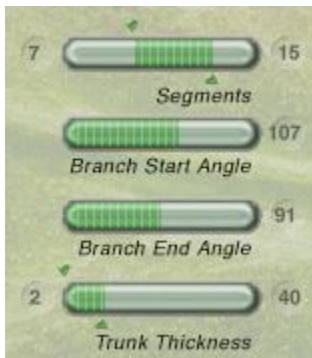 7 15
Segments
107
Branch Start Angle
91
Branch End Angle
2 40
Trunk Thickness